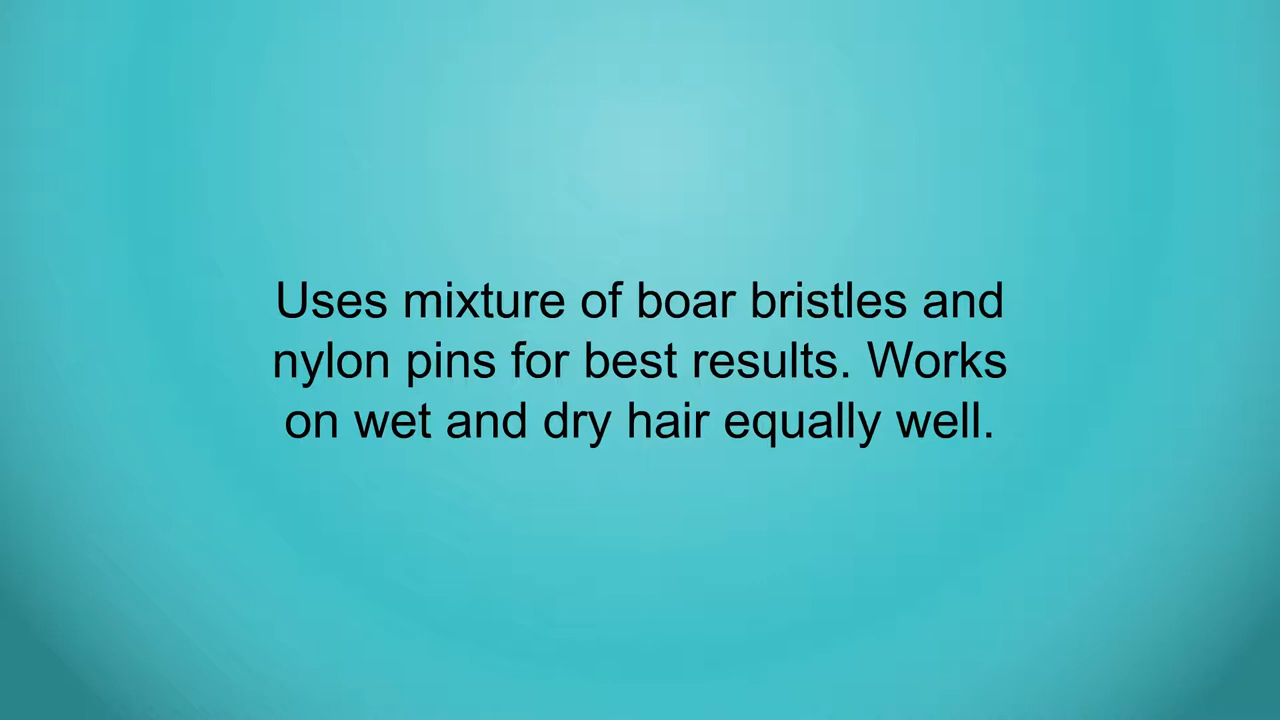 Uses mixture of boar bristles and
nylon pins for best results. Works
on wet and dry hair equally well.